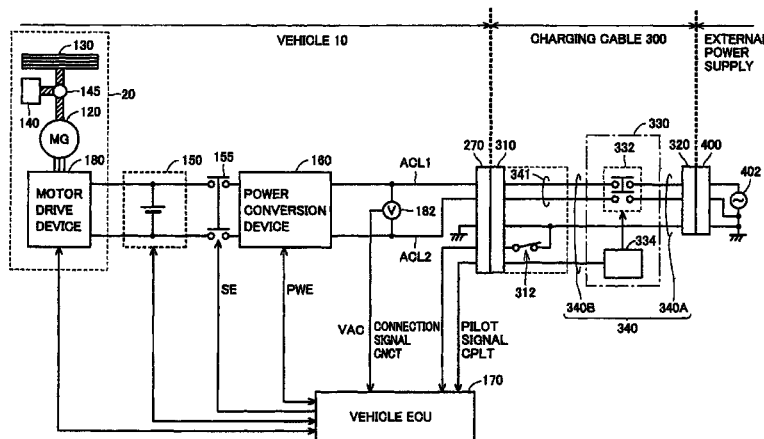 VEHICLE 10
CHARGING CABLE 300
EXTERNAL
POWER
SUPPLY
130
20
145
140
120
MG
180
MOTOR
DRIVE
DEVICE
150
155
160
POWER
CONVERSION
DEVICE
ACL1
182
V
ACL2
270
310
341
330
332
320
400
402
334
312
340B
340A
340
SE
PWE
VAC
CONNECTION
SIGNAL
CNCT
PILOT
SIGNAL
CPLT
170
VEHICLE ECU